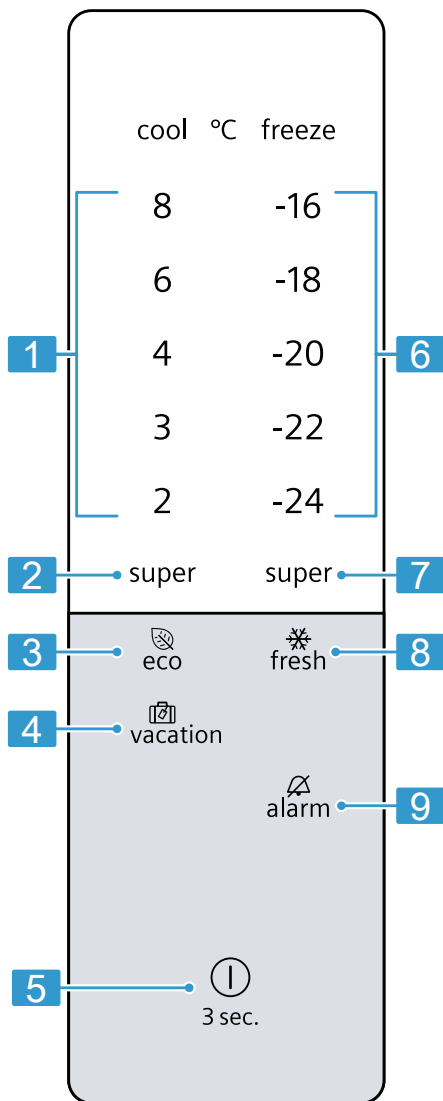 cool °C freeze
8 -16
6 -18
1 4 -20 6
3 -22
2 -24
2 super super 7
3 eco fresh 8
4 vacation
alarm 9
5
3 sec.